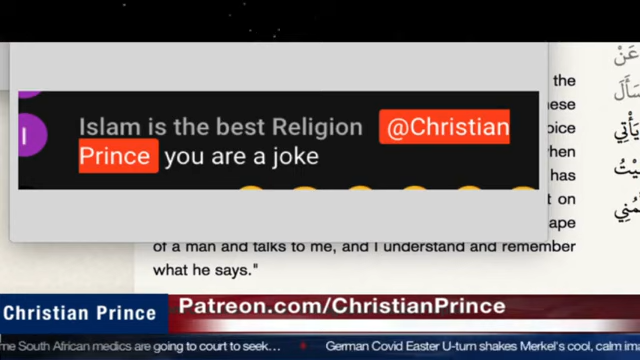 I
Islam is the best Religion @Christian
Prince you are a joke
the
hese
oice
when
has
t on
ape
of a man and talks to me, and I understand and remember
what he says."
عَنْ
سَأَلَ
يَأْتِي
Christian Prince
Patreon.com/ChristianPrince
me South African medics are going to court to seek... German Covid Easter U-turn shakes Merkel's cool, calm ima